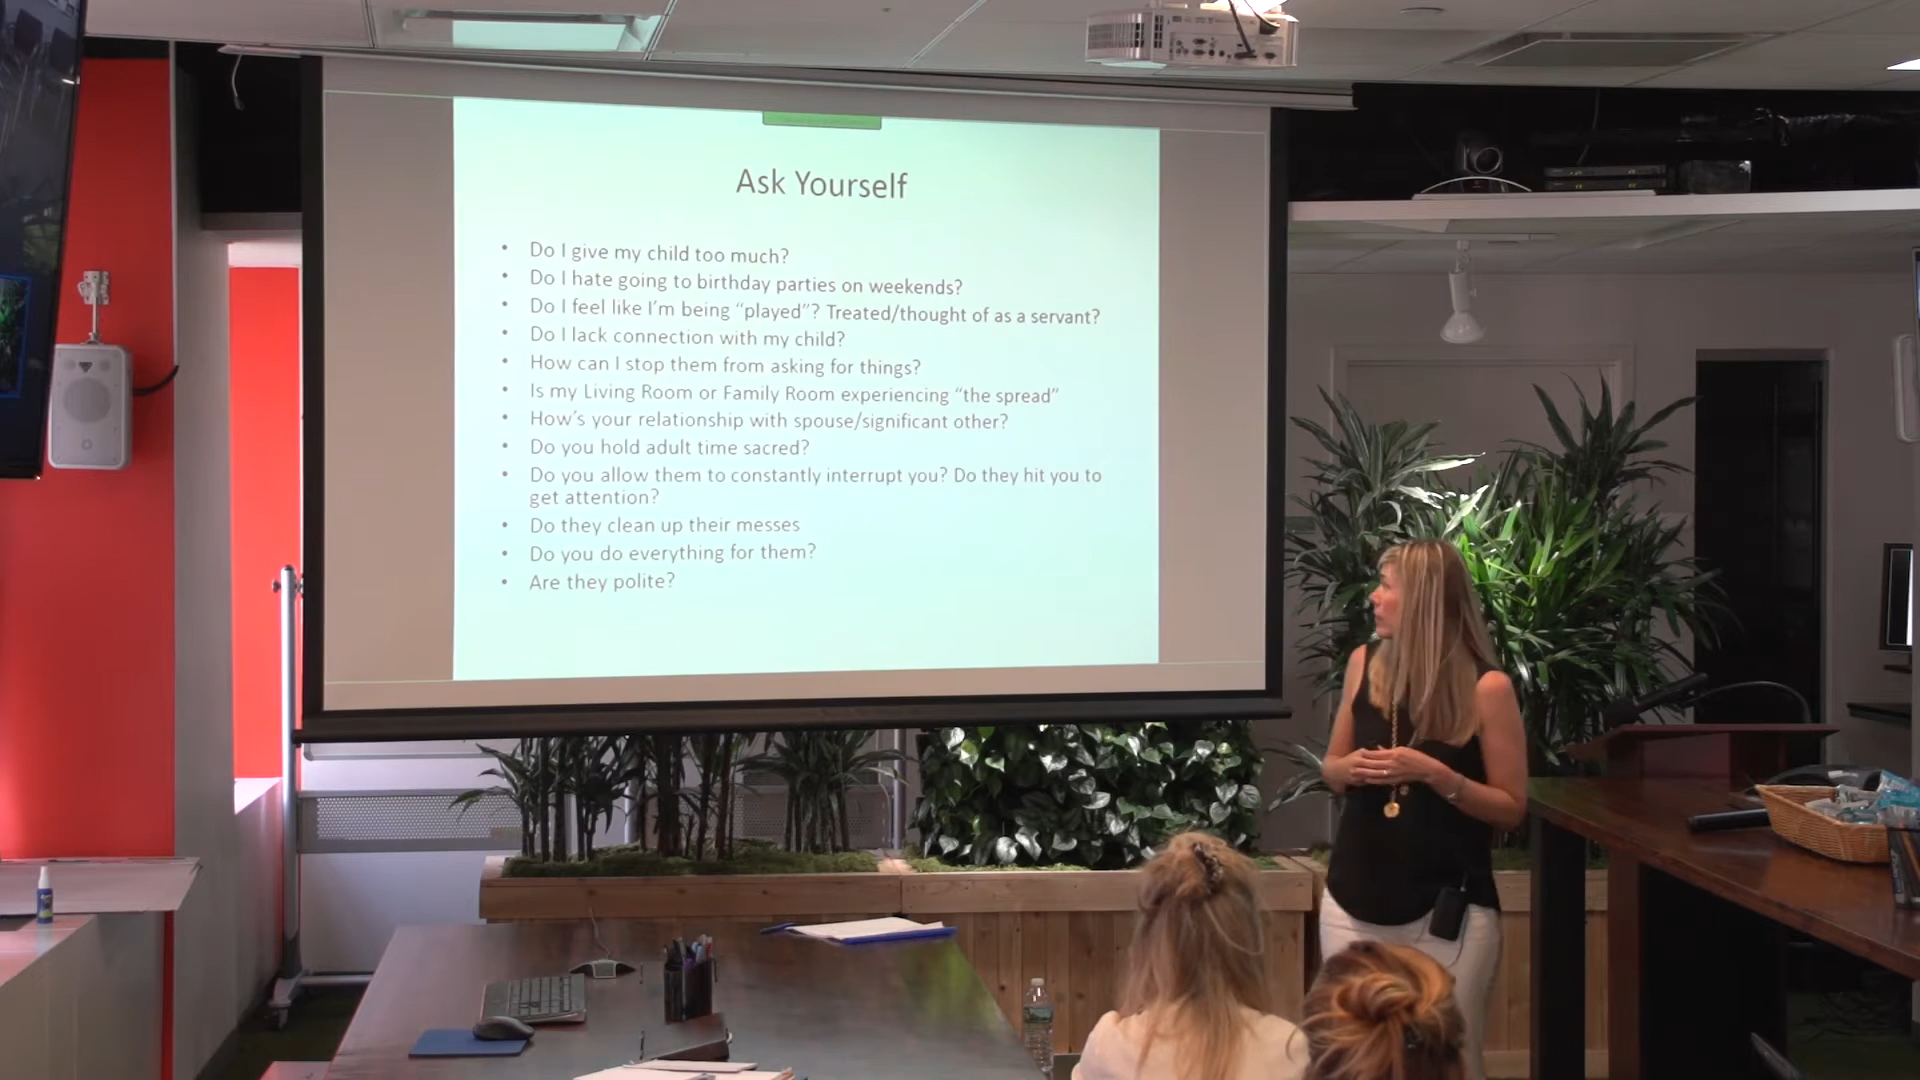 Ask Yourself
• Do I give my child too much?
• Do I hate going to birthday parties on weekends?
• Do I feel like I'm being “played”? Treated/thought of as a servant?
• Do I lack connection with my child?
• How can I stop them from asking for things?
• Is my Living Room or Family Room experiencing “the spread”
• How's your relationship with spouse/significant other?
• Do you hold adult time sacred?
• Do you allow them to constantly interrupt you? Do they hit you to
get attention?
• Do they clean up their messes
• Do you do everything for them?
• Are they polite?